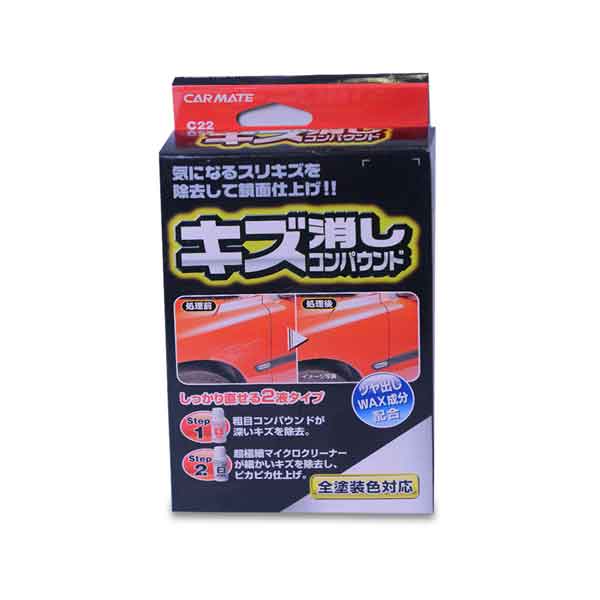 CARMATE
C22
キズ消し
コンパウンド
気になるスリキズを
除去して鏡面仕上げ!!
キズ消し
コンパウンド
処理前
処理後
イメージ写真
しっかり直せる2液タイプ
Step
1
粗目コンパウンドが
深いキズを除去。
Step
2
超極細マイクロクリーナー
が細かいキズを除去し、
ピカピカ仕上げ。
ツヤ出し
WAX成分
配合
全塗装色対応